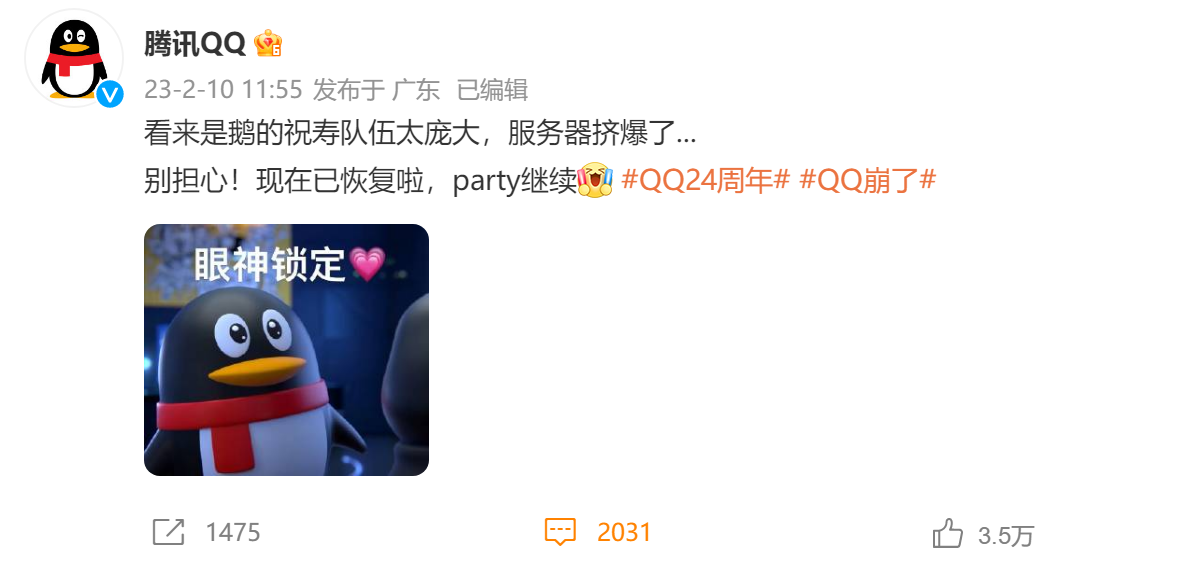 腾讯QQ
23-2-10 11:55 发布于 广东 已编辑
看来是鹅的祝寿队伍太庞大，服务器挤爆了...
别担心！现在已恢复啦，party继续 #QQ24周年# #QQ崩了#
眼神锁定
1475
2031
3.5万